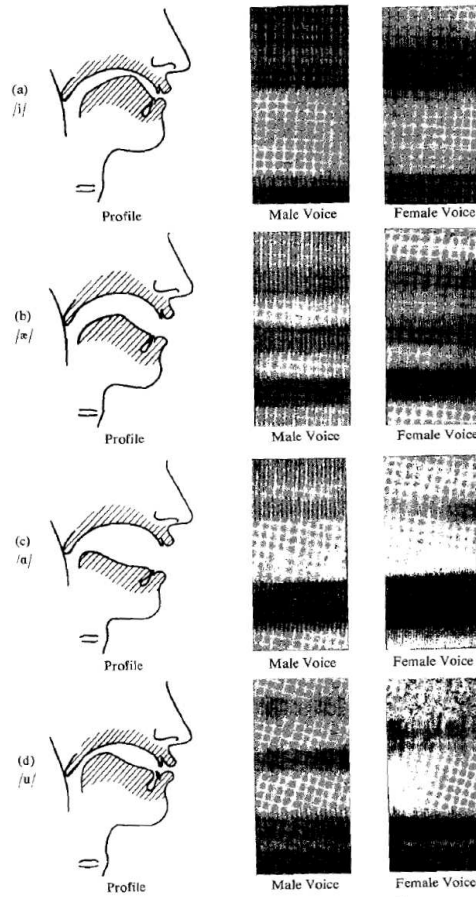 (a)
/i/
Profile
Male Voice
Female Voice
(b)
/æ/
Profile
Male Voice
Female Voice
(c)
/ɑ/
Profile
Male Voice
Female Voice
(d)
/u/
Profile
Male Voice
Female Voice